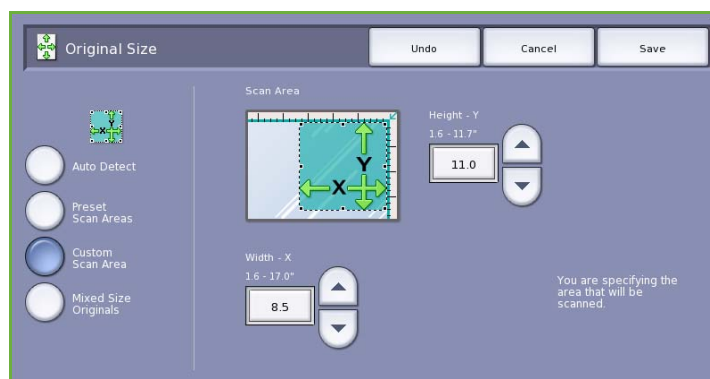 Original Size
Undo
Cancel
Save
Auto Detect
Preset
Scan Areas
Custom
Scan Area
Mixed Size
Originals
Scan Area
Y
X
Y
X
Height - Y
1.6 - 11.7"
11.0
Width - X
1.6 - 17.0"
8.5
You are specifying the
area that will be
scanned.